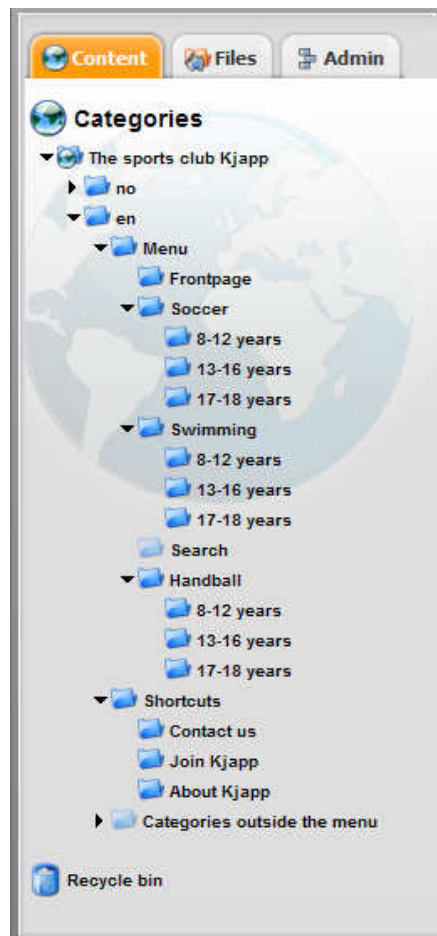 Content Files Admin
Categories
The sports club Kjapp
no
en
Menu
Frontpage
Soccer
8-12 years
13-16 years
17-18 years
Swimming
8-12 years
13-16 years
17-18 years
Search
Handball
8-12 years
13-16 years
17-18 years
Shortcuts
Contact us
Join Kjapp
About Kjapp
Categories outside the menu
Recycle bin